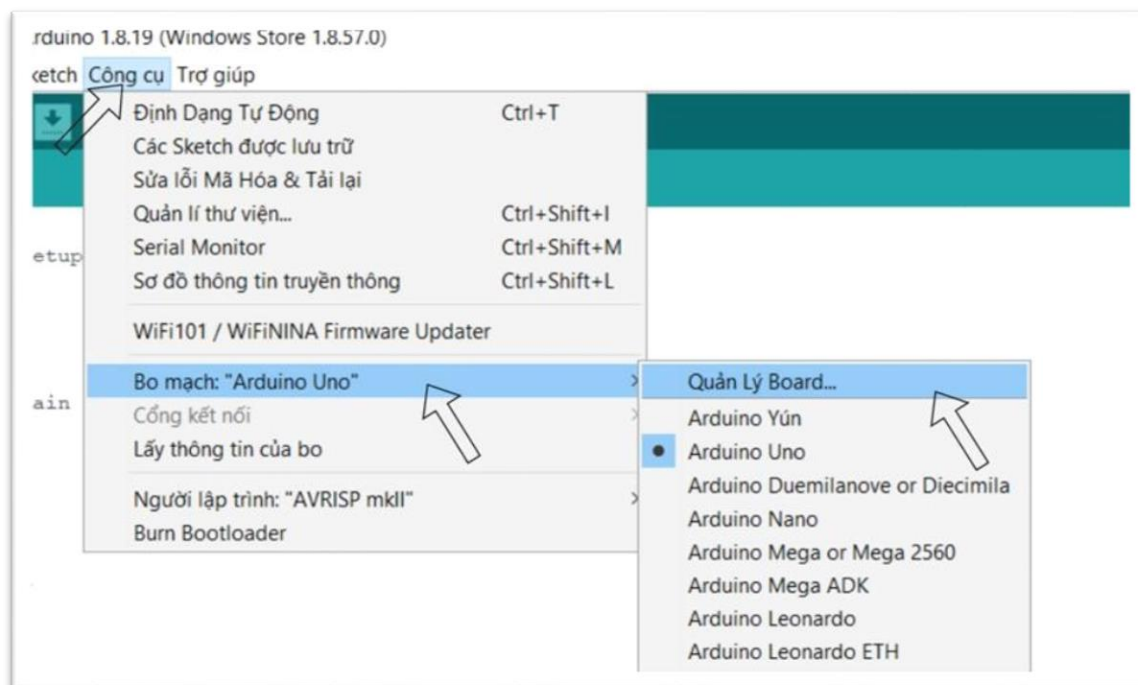 rduino 1.8.19 (Windows Store 1.8.57.0)
ketch Công cụ Trợ giúp
Định Dạng Tự Động Ctrl+T
Các Sketch được lưu trữ
Sửa lỗi Mã Hóa & Tải lại
Quản lí thư viện... Ctrl+Shift+I
Serial Monitor Ctrl+Shift+M
etup
Sơ đồ thông tin truyền thông Ctrl+Shift+L
WiFi101 / WiFiNINA Firmware Updater
Bo mạch: "Arduino Uno"
Quản Lý Board...
ain
Cổng kết nối
Arduino Yún
Lấy thông tin của bo
Arduino Uno
Arduino Duemilanove or Diecimila
Người lập trình: "AVRISP mkII"
Arduino Nano
Burn Bootloader
Arduino Mega or Mega 2560
Arduino Mega ADK
Arduino Leonardo
Arduino Leonardo ETH